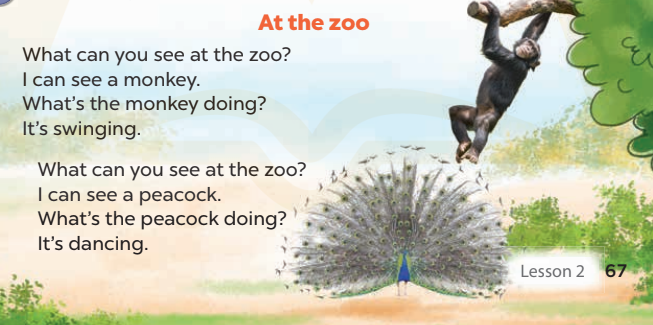 At the zoo
What can you see at the zoo?
I can see a monkey.
What's the monkey doing?
It's swinging.
What can you see at the zoo?
I can see a peacock.
What's the peacock doing?
It's dancing.
Lesson 2 67